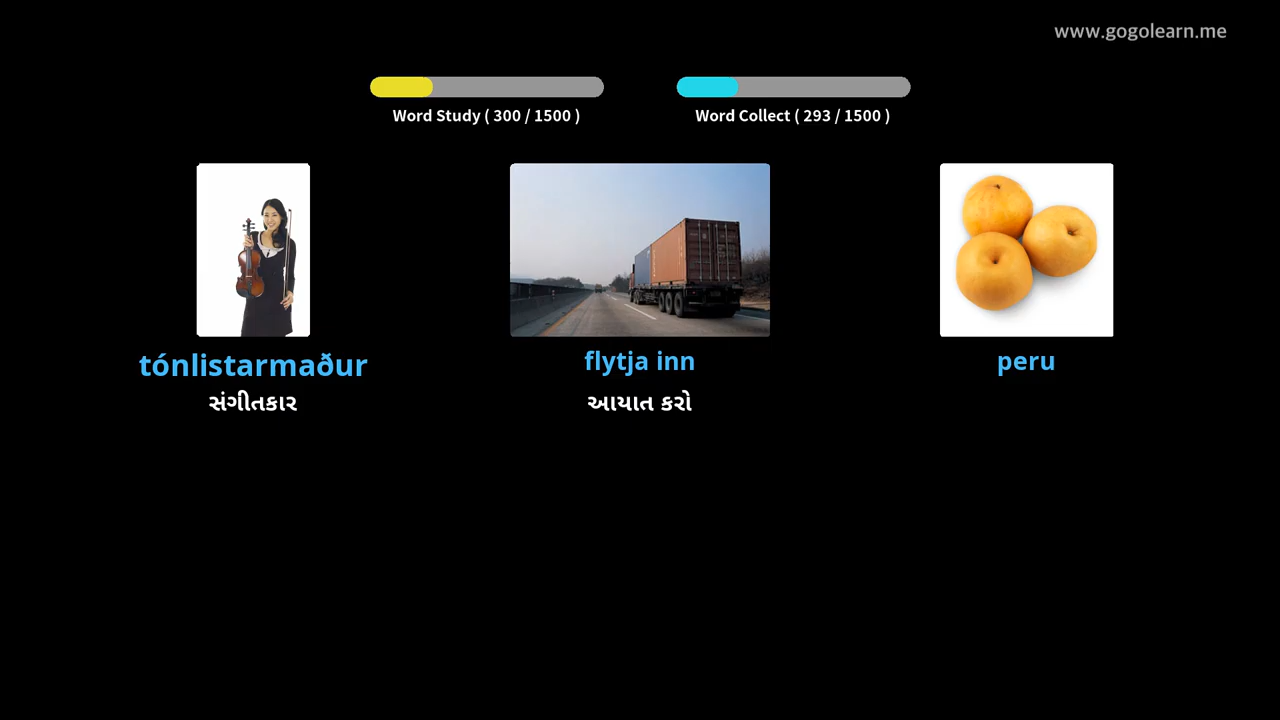 www.gogolearn.me
Word Study ( 300 / 1500 )
Word Collect ( 293 / 1500 )
tónlistarmaður
flytja inn
peru
સંગીતકાર
આયાત કરો